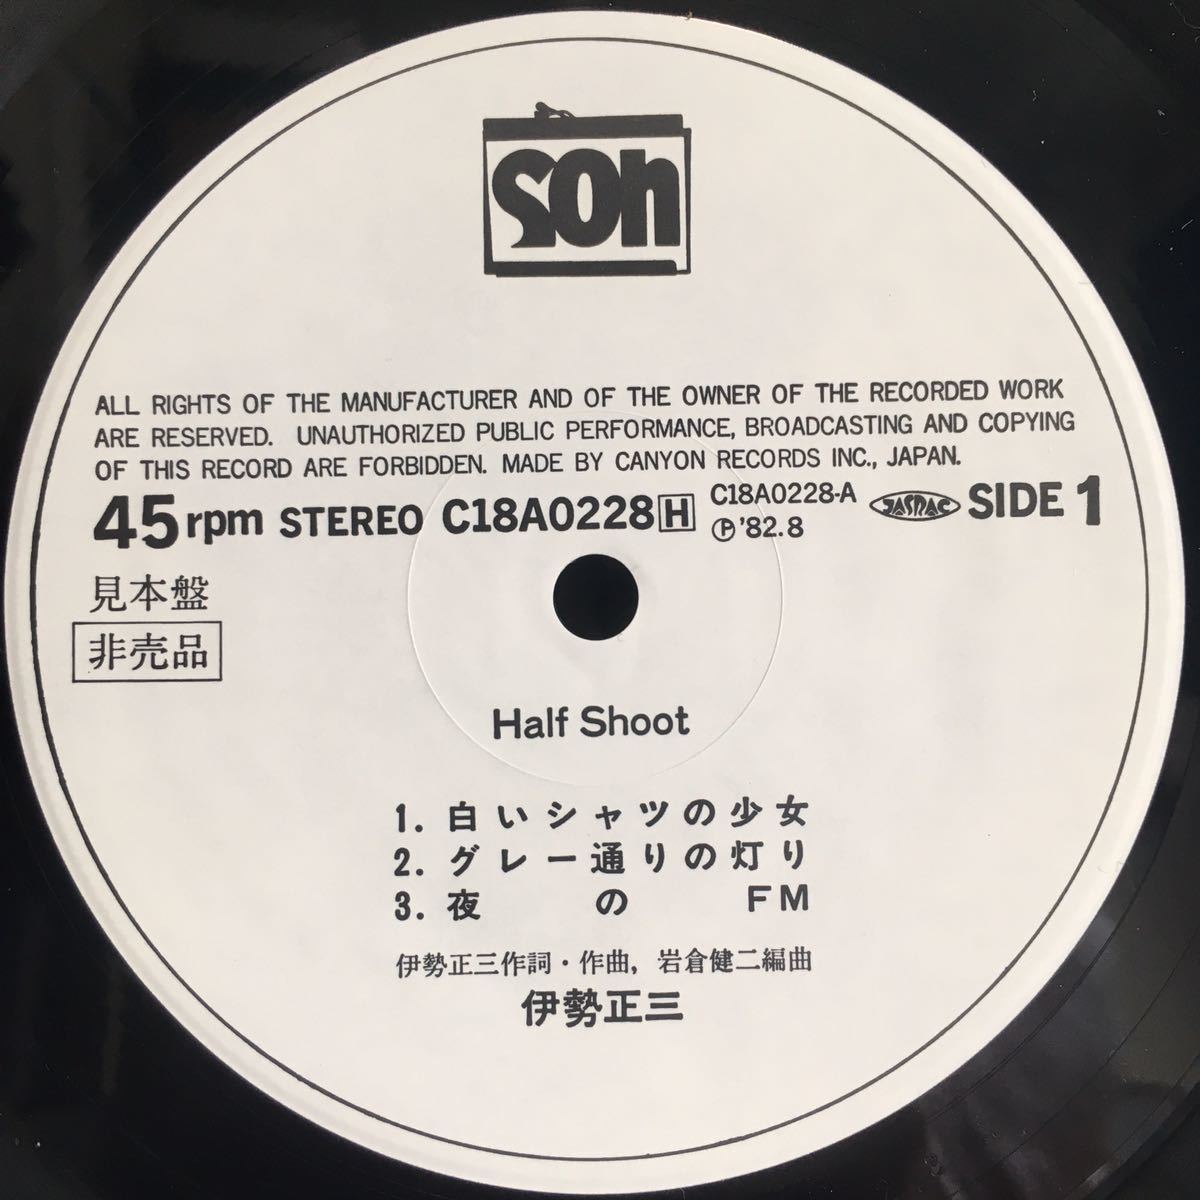 son
ALL RIGHTS OF THE MANUFACTURER AND OF THE OWNER OF THE RECORDED WORK
ARE RESERVED. UNAUTHORIZED PUBLIC PERFORMANCE, BROADCASTING AND COPYING
OF THIS RECORD ARE FORBIDDEN. MADE BY CANYON RECORDS INC., JAPAN.
45 rpm STEREO C18A0228 H C18A0228-A JASRAC SIDE 1
Ⓟ'82.8
見本盤
非売品
Half Shoot
1. 白いシャツの少女
2. グレー通りの灯り
3. 夜のFM
伊勢正三作詞・作曲, 岩倉健二編曲
伊勢正三